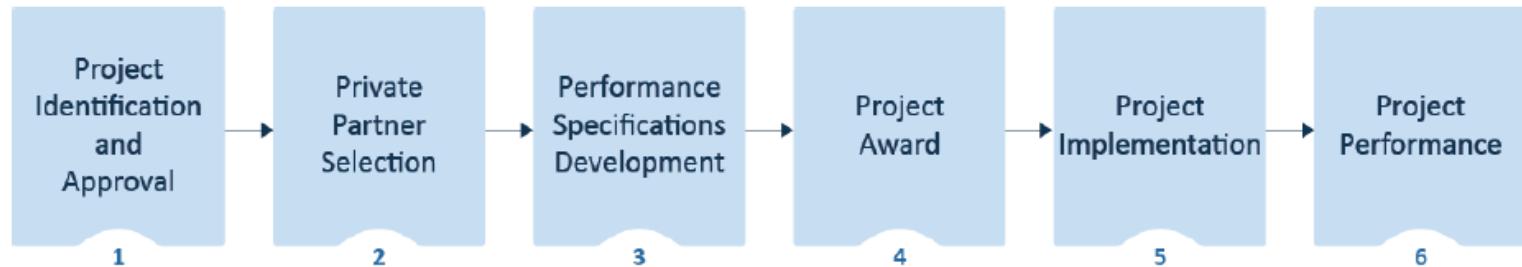 Project
Identification
and
Approval
1
Private
Partner
Selection
2
Performance
Specifications
Development
3
Project
Award
4
Project
Implementation
5
Project
Performance
6